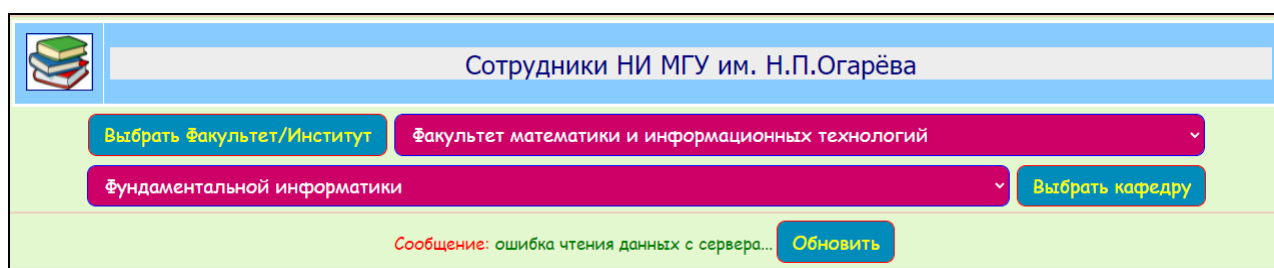 Сотрудники НИ МГУ им. Н.П.Огарёва
Выбрать Факультет/Институт Факультет математики и информационных технологий
Фундаментальной информатики Выбрать кафедру
Сообщение: ошибка чтения данных с сервера... Обновить